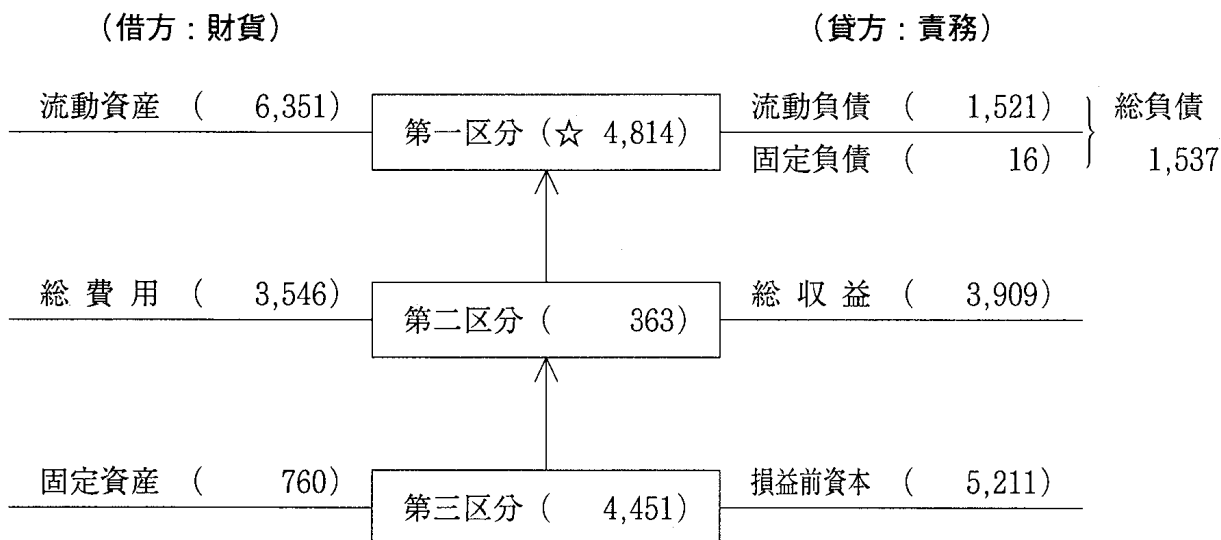 （借方：財貨） （貸方：責務）
流動資産 （ 6,351） 第一区分（☆ 4,814） 流動負債 （ 1,521） 総負債
固定負債 （ 16） 1,537
総費用 （ 3,546） 第二区分（ 363） 総収益 （ 3,909）
固定資産 （ 760） 第三区分（ 4,451） 損益前資本 （ 5,211）